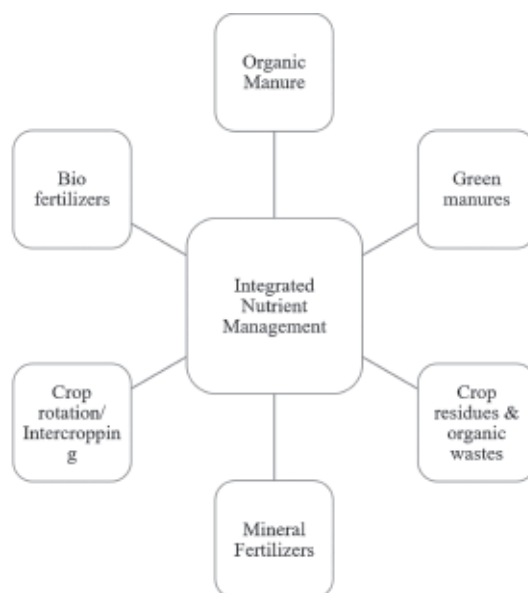 Organic
Manure
Bio
fertilizers
Green
manures
Integrated
Nutrient
Management
Crop
rotation/
Intercroppin
g
Crop
residues &
organic
wastes
Mineral
Fertilizers